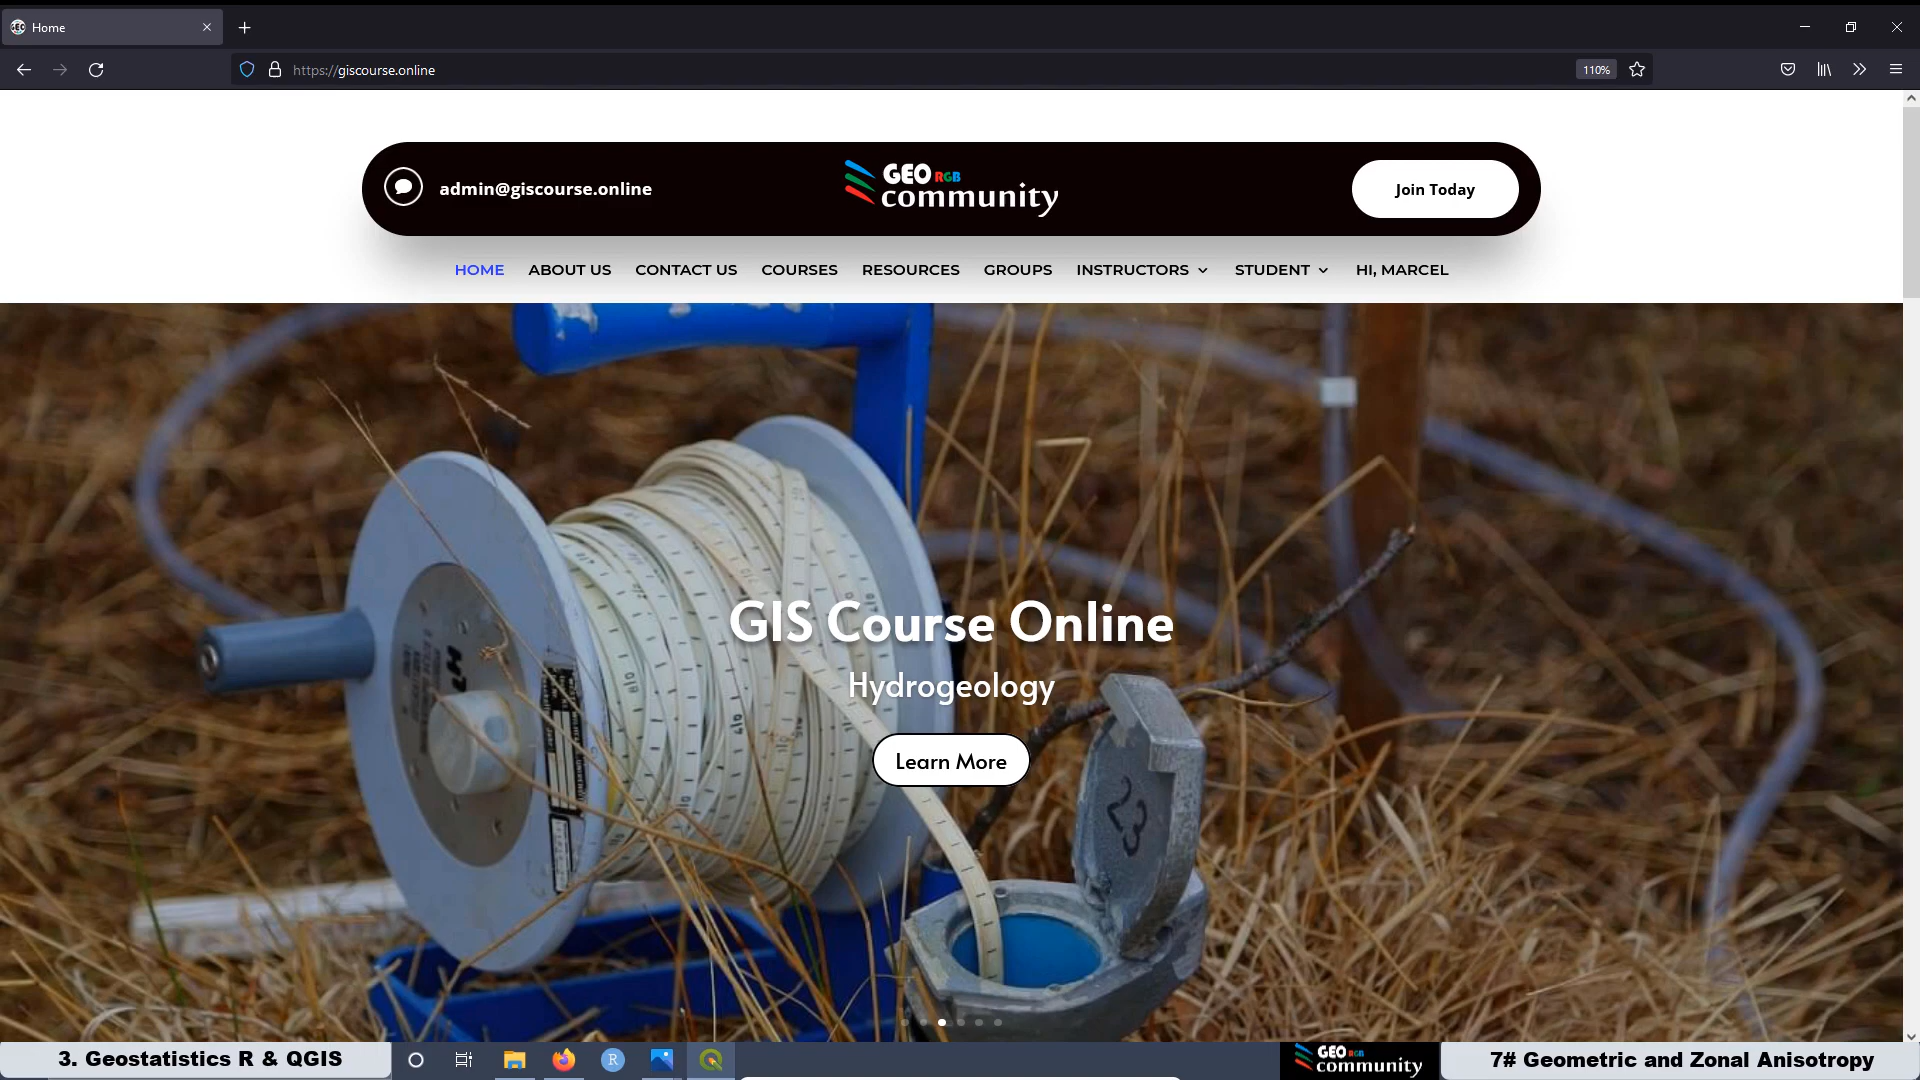 Home
https://giscourse.online
110%
admin@giscourse.online
GEO RGB
community
Join Today
HOME ABOUT US CONTACT US COURSES RESOURCES GROUPS INSTRUCTORS STUDENT HI, MARCEL
GIS Course Online
Hydrogeology
Learn More
23
3. Geostatistics R & QGIS
R
GEO RGB
community
7# Geometric and Zonal Anisotropy